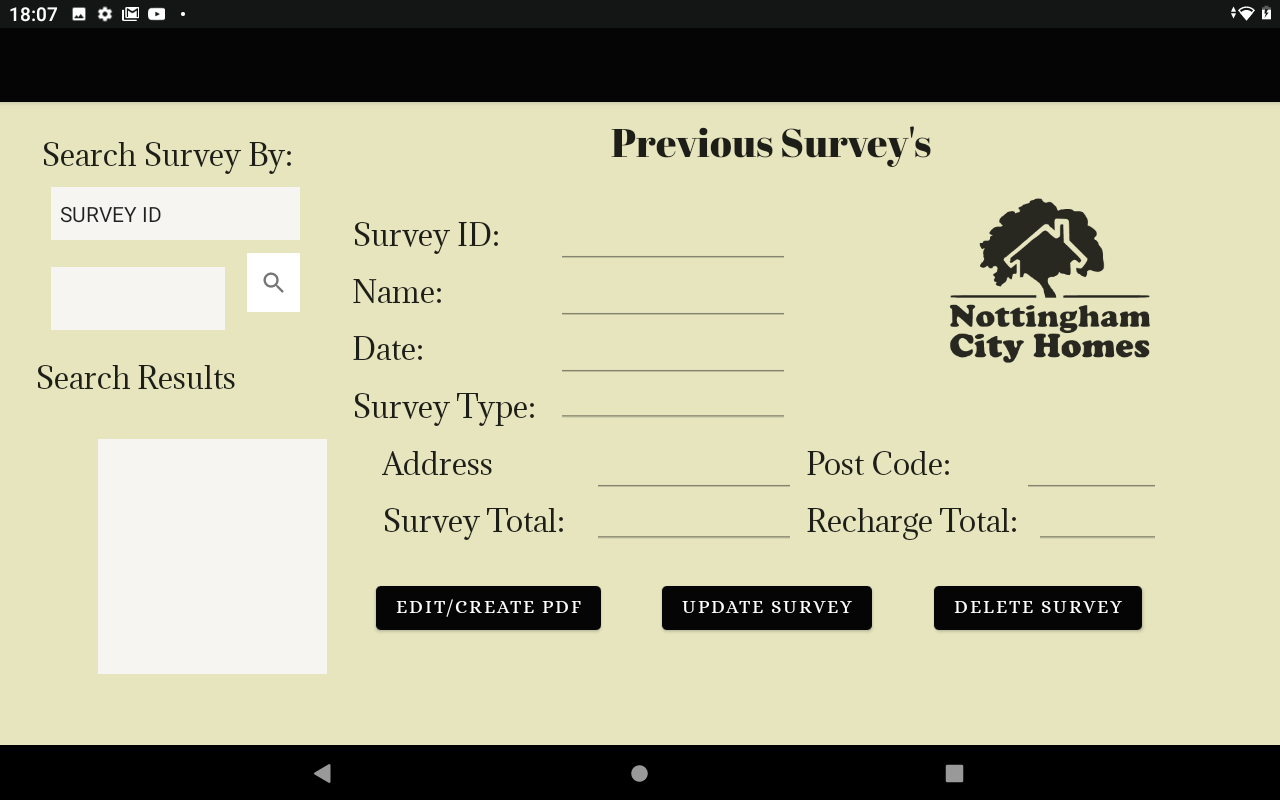 18:07
Previous Survey's
Search Survey By:
SURVEY ID
Search Results
Survey ID:
Name:
Date:
Survey Type:
Address
Post Code:
Survey Total:
Recharge Total:
Nottingham
City Homes
EDIT/CREATE PDF
UPDATE SURVEY
DELETE SURVEY